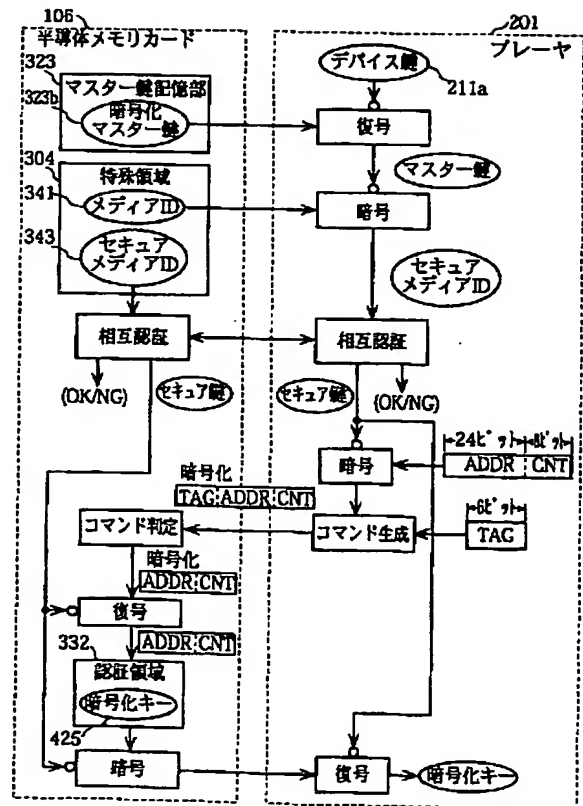 106
半導体メモリカード
323
マスター鍵記憶部
323b
暗号化
マスター鍵
304
特殊領域
341
メディアID
343
セキュア
メディアID
相互認証
(OK/NG)
セキュア鍵
暗号化
TAG ADDR CNT
コマンド判定
暗号化
ADDR CNT
復号
ADDR CNT
332
認証領域
暗号化キー
425
暗号
201
プレーヤ
デバイス鍵
211a
復号
マスター鍵
暗号
セキュア
メディアID
相互認証
セキュア鍵
(OK/NG)
24ビット 8ビット
暗号
ADDR CNT
6ビット
コマンド生成
TAG
復号
暗号化キー